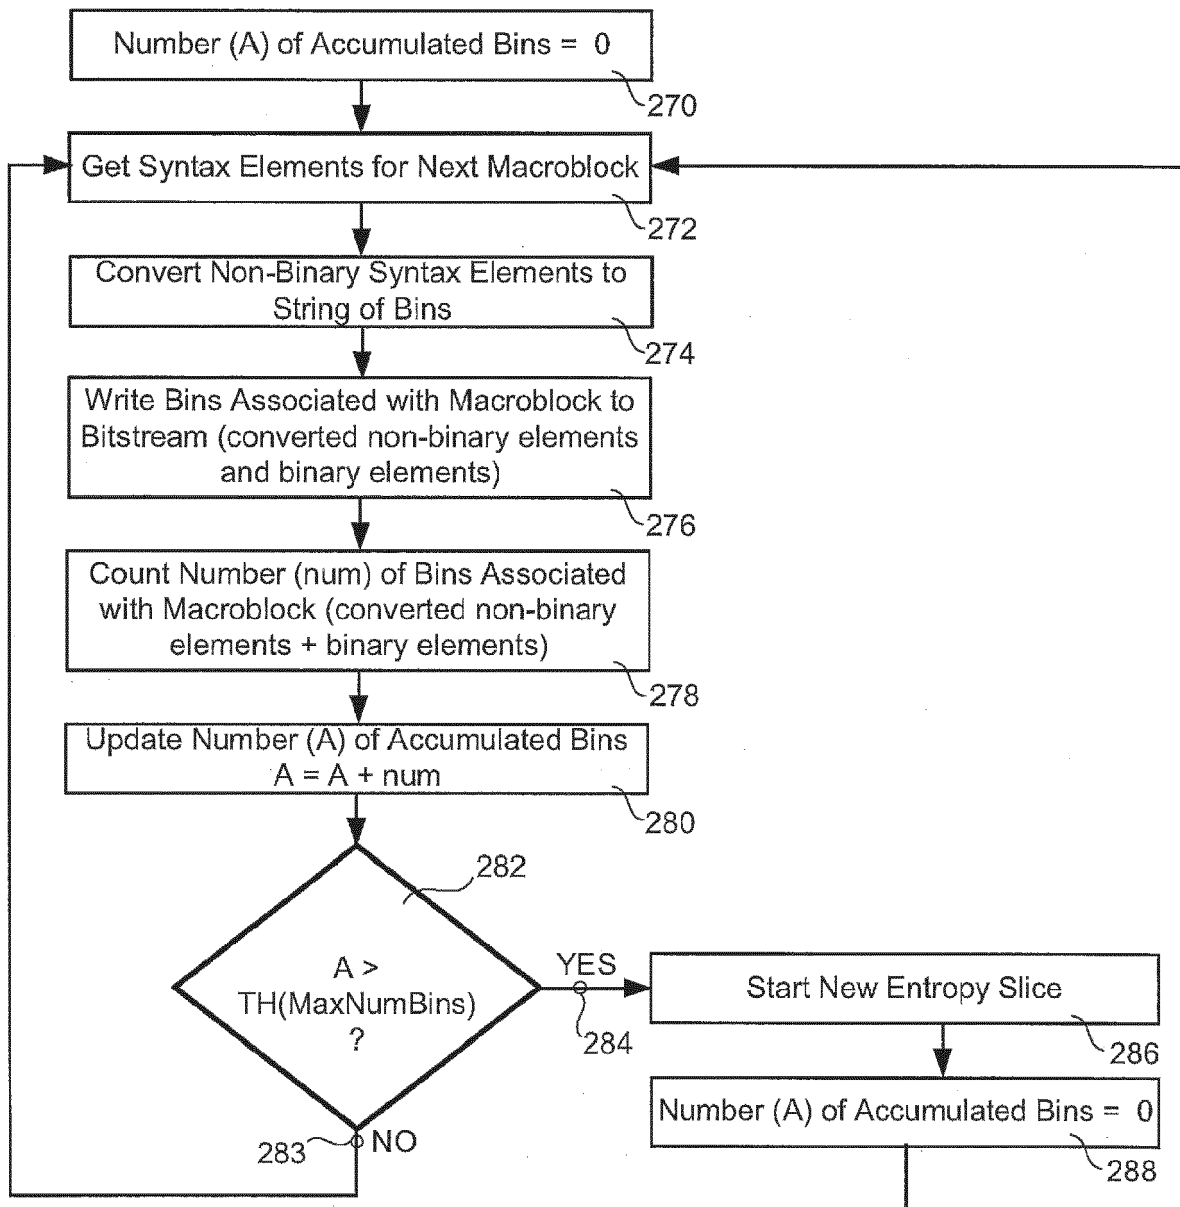 Number (A) of Accumulated Bins = 0
270
Get Syntax Elements for Next Macroblock
272
Convert Non-Binary Syntax Elements to
String of Bins
274
Write Bins Associated with Macroblock to
Bitstream (converted non-binary elements
and binary elements)
276
Count Number (num) of Bins Associated
with Macroblock (converted non-binary
elements + binary elements)
278
Update Number (A) of Accumulated Bins
A = A + num
280
282
A >
TH(MaxNumBins)
?
YES
284
Start New Entropy Slice
286
Number (A) of Accumulated Bins = 0
288
283
NO